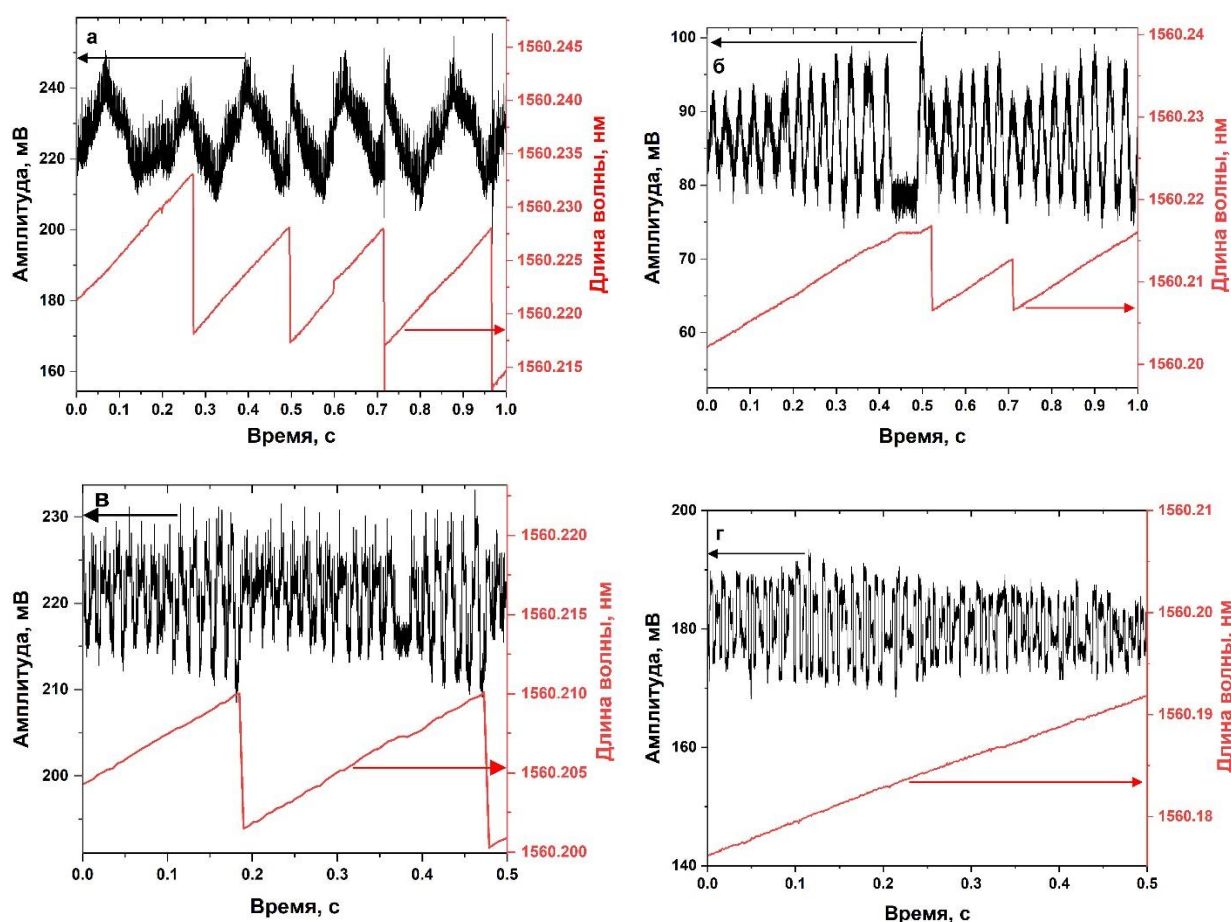 а
Амплитуда, мВ
240
220
200
180
160
1560.245
1560.240
1560.235
1560.230
1560.225
1560.220
1560.215
Длина волны, нм
0.0 0.1 0.2 0.3 0.4 0.5 0.6 0.7 0.8 0.9 1.0
Время, с
б
Амплитуда, мВ
100
90
80
70
60
1560.24
1560.23
1560.22
1560.21
1560.20
Длина волны, нм
0.0 0.1 0.2 0.3 0.4 0.5 0.6 0.7 0.8 0.9 1.0
Время, с
В
Амплитуда, мВ
230
220
210
200
1560.220
1560.215
1560.210
1560.205
1560.200
Длина волны, нм
0.0 0.1 0.2 0.3 0.4 0.5
Время, с
г
Амплитуда, мВ
200
180
160
140
1560.21
1560.20
1560.19
1560.18
Длина волны, нм
0.0 0.1 0.2 0.3 0.4 0.5
Время, с